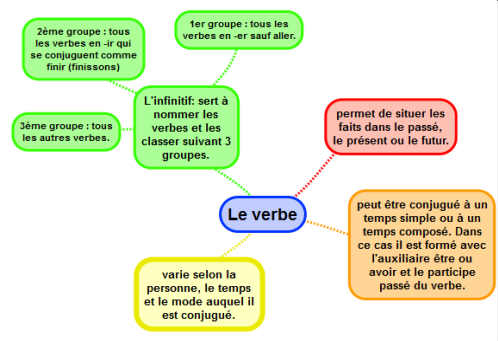 2ème groupe : tous
les verbes en -ir qui
se conjuguent comme
finir (finissons)
1er groupe : tous les
verbes en -er sauf aller.
L'infinitif: sert à
nommer les
verbes et les
classer suivant 3
groupes.
3ème groupe : tous
les autres verbes.
permet de situer les
faits dans le passé,
le présent ou le futur.
Le verbe
peut être conjugué à un
temps simple ou à un
temps composé. Dans
ce cas il est formé avec
l'auxiliaire être ou
avoir et le participe
passé du verbe.
varie selon la
personne, le temps
et le mode auquel il
est conjugué.